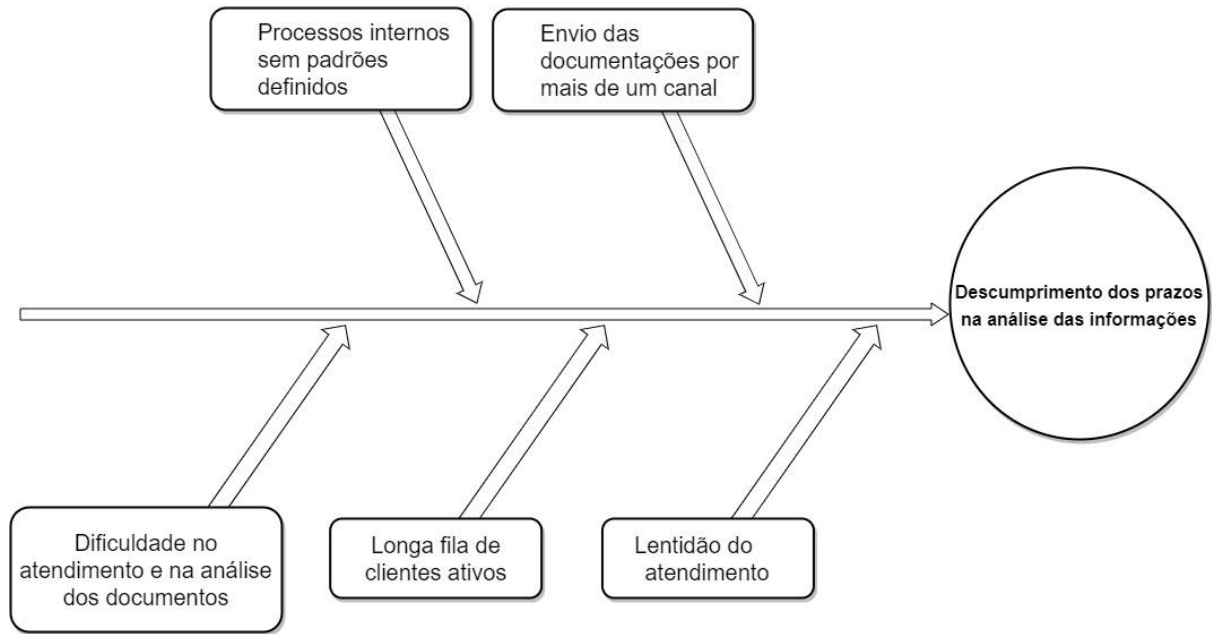 Processos internos
sem padrões
definidos
Envio das
documentações por
mais de um canal
Descumprimento dos prazos
na análise das informações
Dificuldade no
atendimento e na análise
dos documentos
Longa fila de
clientes ativos
Lentidão do
atendimento